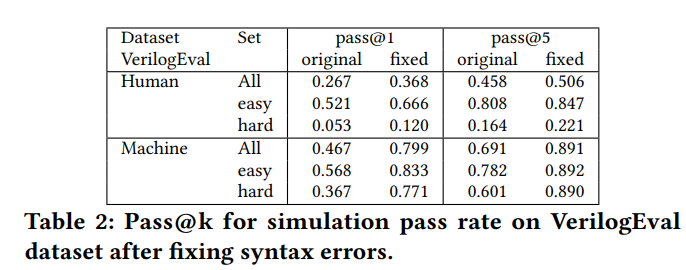 Dataset Set pass@1 pass@5
VerilogEval original fixed original fixed
Human All 0.267 0.368 0.458 0.506
easy 0.521 0.666 0.808 0.847
hard 0.053 0.120 0.164 0.221
Machine All 0.467 0.799 0.691 0.891
easy 0.568 0.833 0.782 0.892
hard 0.367 0.771 0.601 0.890
Table 2: Pass@k for simulation pass rate on VerilogEval
dataset after fixing syntax errors.